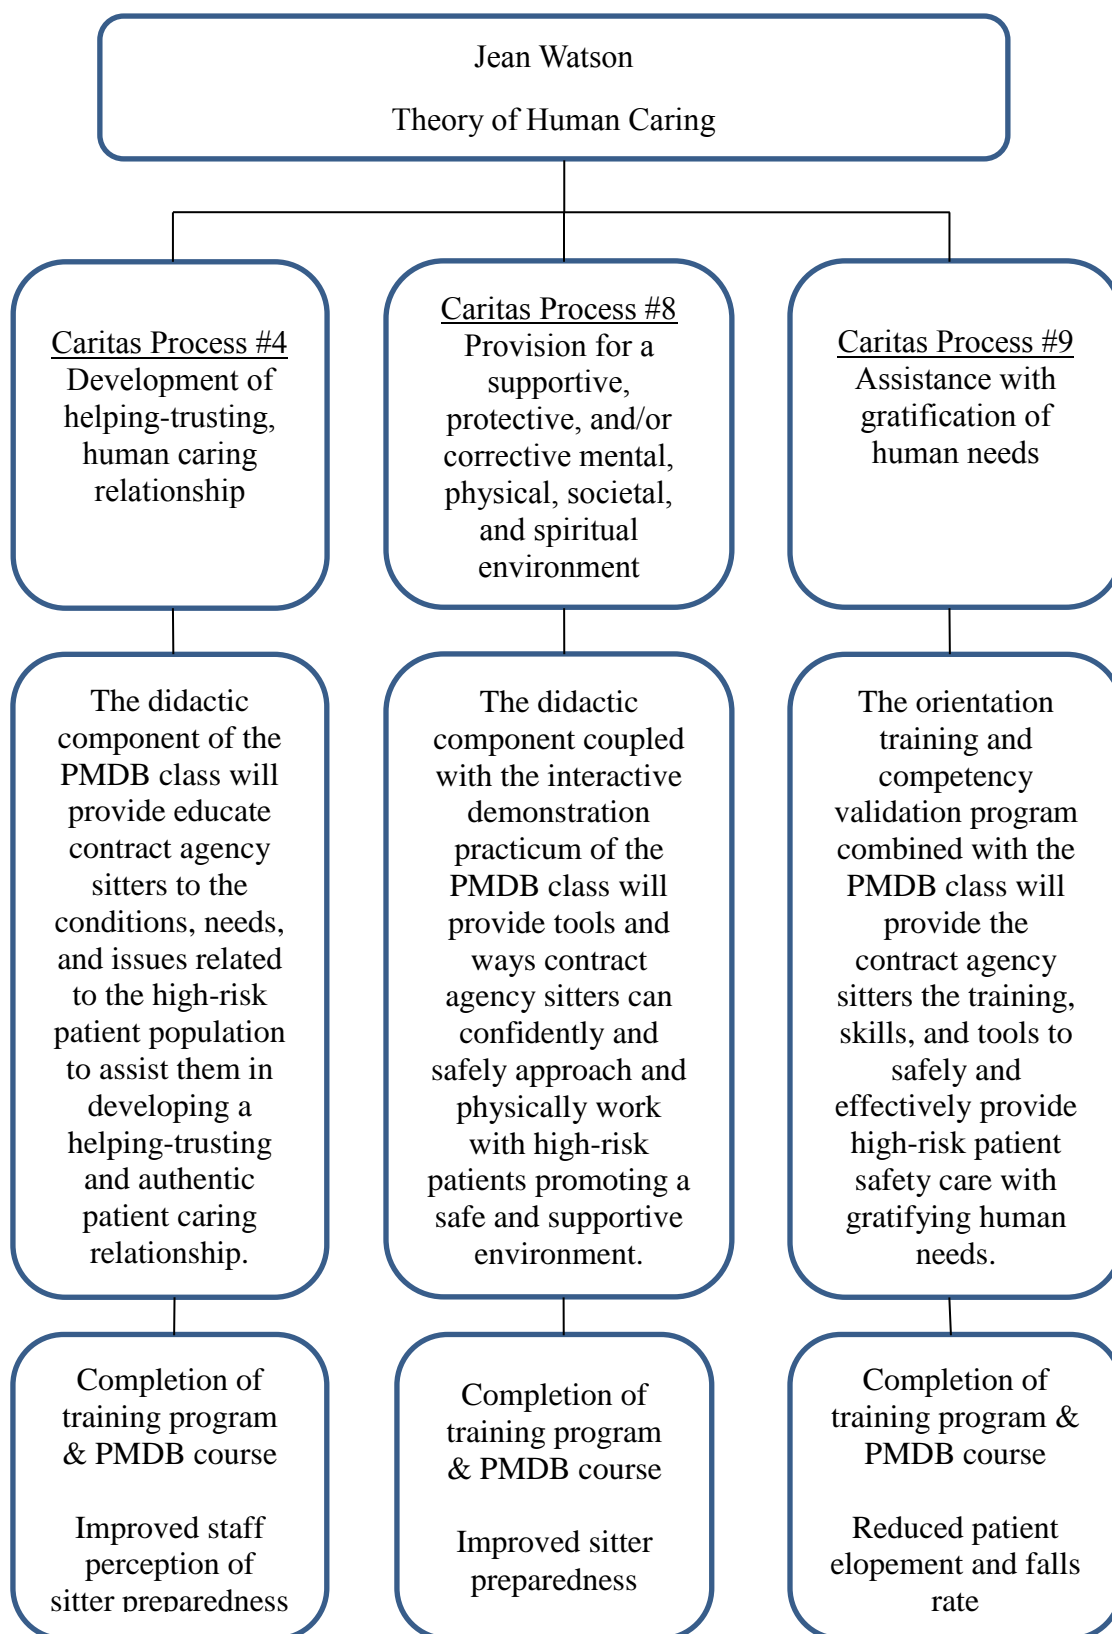 Jean Watson
Theory of Human Caring
Caritas Process #4
Development of
helping-trusting,
human caring
relationship
Caritas Process #8
Provision for a
supportive,
protective, and/or
corrective mental,
physical, societal,
and spiritual
environment
Caritas Process #9
Assistance with
gratification of
human needs
The didactic
component of the
PMDB class will
provide educate
contract agency
sitters to the
conditions, needs,
and issues related
to the high-risk
patient population
to assist them in
developing a
helping-trusting
and authentic
patient caring
relationship.
The didactic
component coupled
with the interactive
demonstration
practicum of the
PMDB class will
provide tools and
ways contract
agency sitters can
confidently and
safely approach and
physically work
with high-risk
patients promoting a
safe and supportive
environment.
The orientation
training and
competency
validation program
combined with the
PMDB class will
provide the
contract agency
sitters the training,
skills, and tools to
safely and
effectively provide
high-risk patient
safety care with
gratifying human
needs.
Completion of
training program
& PMDB course
Improved staff
perception of
sitter preparedness
Completion of
training program
& PMDB course
Improved sitter
preparedness
Completion of
training program &
PMDB course
Reduced patient
elopement and falls
rate